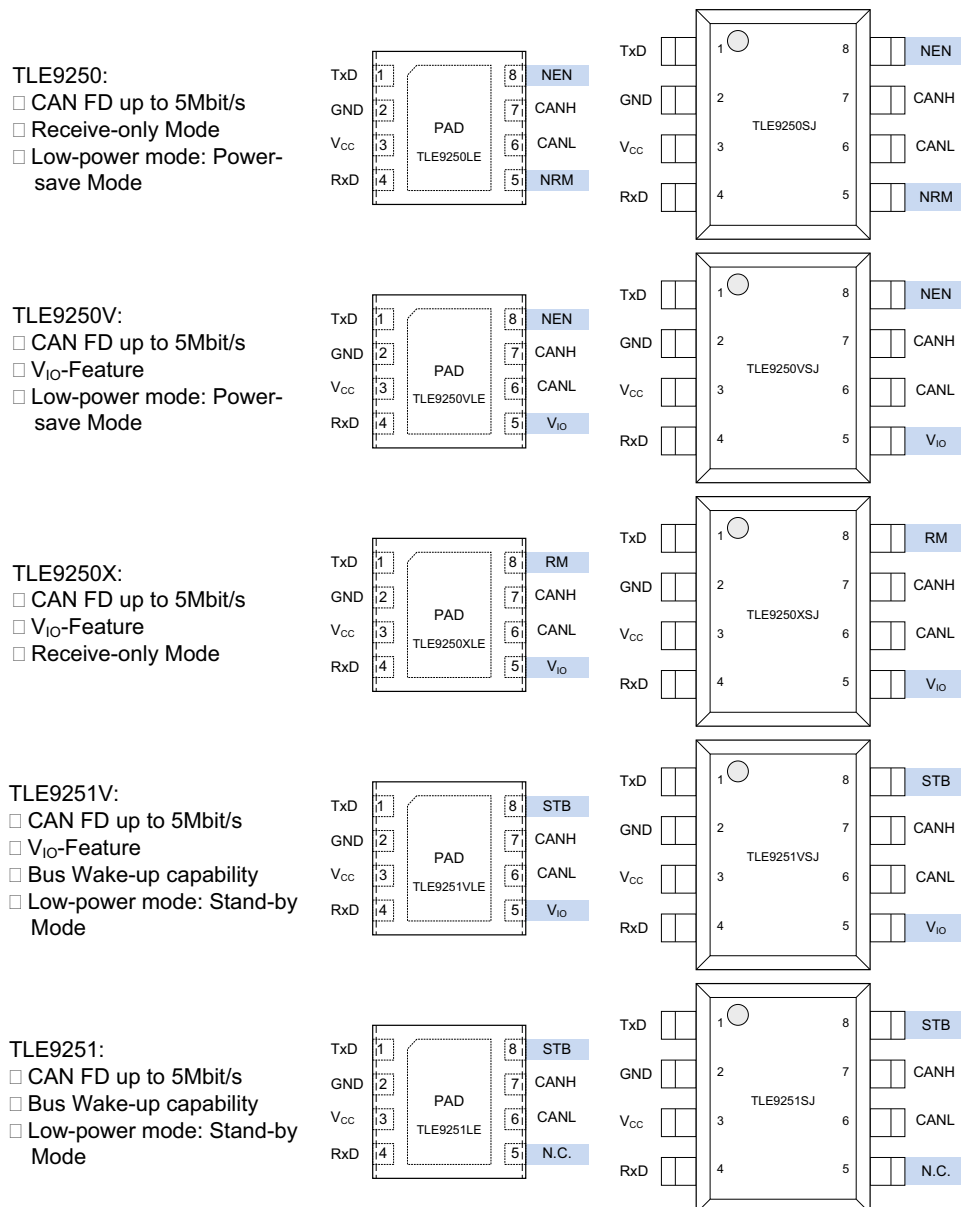 TLE9250:
□ CAN FD up to 5Mbit/s
□ Receive-only Mode
□ Low-power mode: Power-
save Mode
TxD 1 8 NEN
GND 2 7 CANH
PAD
VCC 3 6 CANL
TLE9250LE
RxD 4 5 NRM
TxD 1 8 NEN
GND 2 7 CANH
TLE9250SJ
VCC 3 6 CANL
RxD 4 5 NRM
TLE9250V:
□ CAN FD up to 5Mbit/s
□ VIO-Feature
□ Low-power mode: Power-
save Mode
TxD 1 8 NEN
GND 2 7 CANH
PAD
VCC 3 6 CANL
TLE9250VLE
RxD 4 5 VIO
TxD 1 8 NEN
GND 2 7 CANH
TLE9250VSJ
VCC 3 6 CANL
RxD 4 5 VIO
TLE9250X:
□ CAN FD up to 5Mbit/s
□ VIO-Feature
□ Receive-only Mode
TxD 1 8 RM
GND 2 7 CANH
PAD
VCC 3 6 CANL
TLE9250XLE
RxD 4 5 VIO
TxD 1 8 RM
GND 2 7 CANH
TLE9250XSJ
VCC 3 6 CANL
RxD 4 5 VIO
TLE9251V:
□ CAN FD up to 5Mbit/s
□ VIO-Feature
□ Bus Wake-up capability
□ Low-power mode: Stand-by
Mode
TxD 1 8 STB
GND 2 7 CANH
PAD
VCC 3 6 CANL
TLE9251VLE
RxD 4 5 VIO
TxD 1 8 STB
GND 2 7 CANH
TLE9251VSJ
VCC 3 6 CANL
RxD 4 5 VIO
TLE9251:
□ CAN FD up to 5Mbit/s
□ Bus Wake-up capability
□ Low-power mode: Stand-by
Mode
TxD 1 8 STB
GND 2 7 CANH
PAD
VCC 3 6 CANL
TLE9251LE
RxD 4 5 N.C.
TxD 1 8 STB
GND 2 7 CANH
TLE9251SJ
VCC 3 6 CANL
RxD 4 5 N.C.